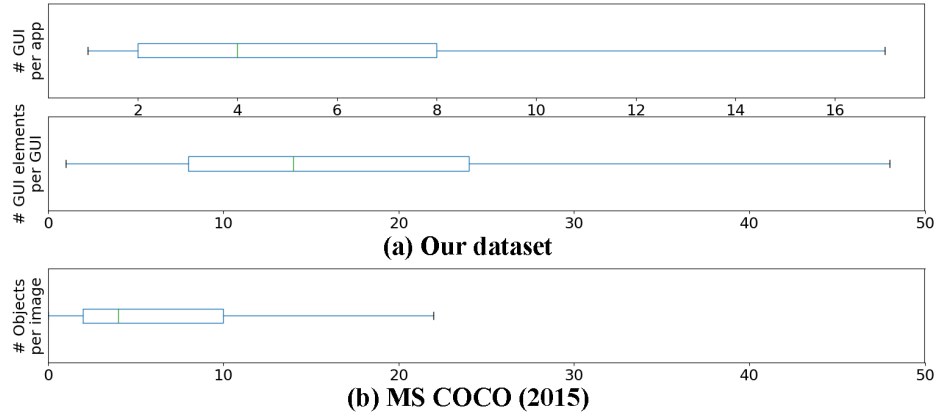 # GUI
per app
2 4 6 8 10 12 14 16
# GUI elements
per GUI
0 10 20 30 40 50
(a) Our dataset
# Objects
per image
0 10 20 30 40 50
(b) MS COCO (2015)